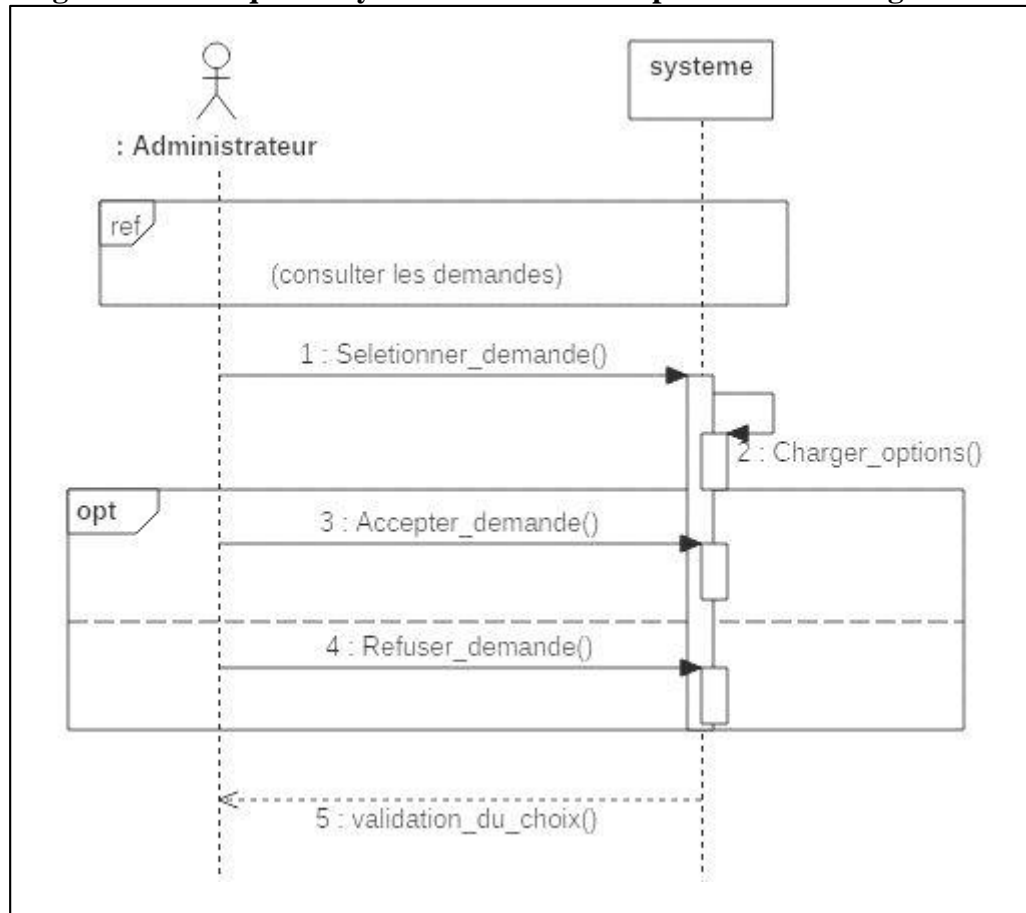 systeme
: Administrateur
ref
(consulter les demandes)
1 : Seletionner_demande()
2 : Charger_options()
opt
3 : Accepter_demande()
4 : Refuser_demande()
5 : validation_du_choix()